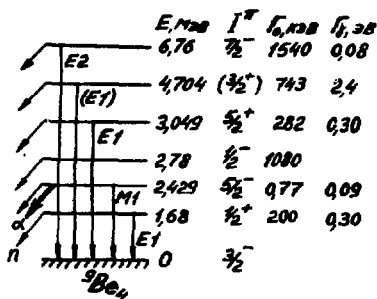 E, Мэв I^π Γₙ, кэв Γγ, эв
6,76 7/2⁻ 1540 0,08
E2
4,704 (3/2⁺) 743 2,4
(E1)
3,049 5/2⁺ 282 0,30
E1
2,78 1/2⁻ 1080
2,429 5/2⁻ 0,77 0,09
α M1
1,68 1/2⁺ 200 0,30
n E1
0 3/2⁻
⁹Be₄